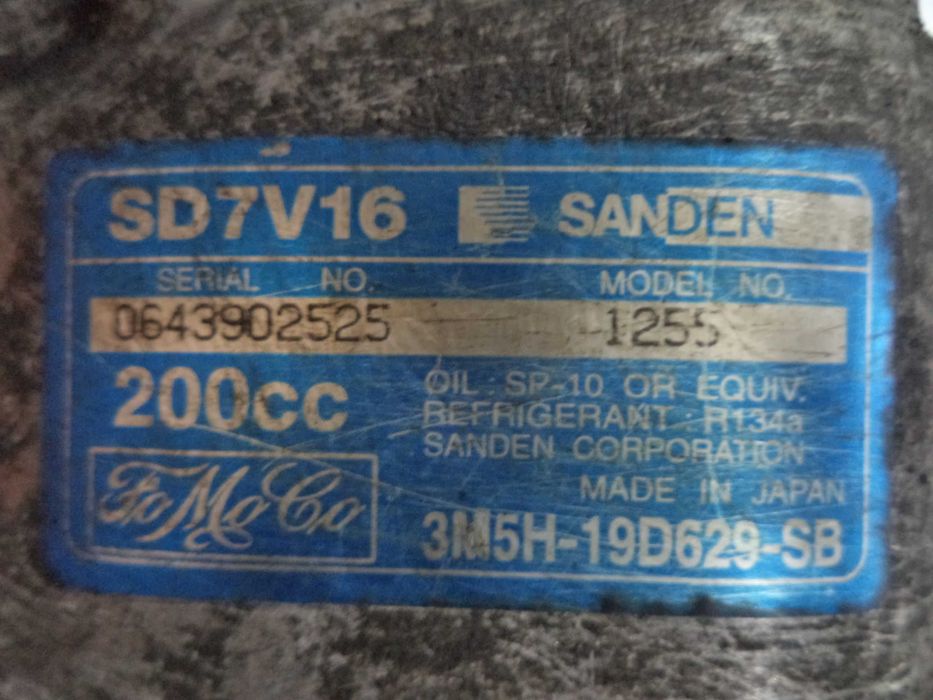 SD7V16 SANDEN
SERIAL NO. MODEL NO.
0643902525 1255
200cc
OIL : SP-10 OR EQUIV.
REFRIGERANT : R134a
SANDEN CORPORATION
MADE IN JAPAN
FoMoCo
3M5H-19D629-SB